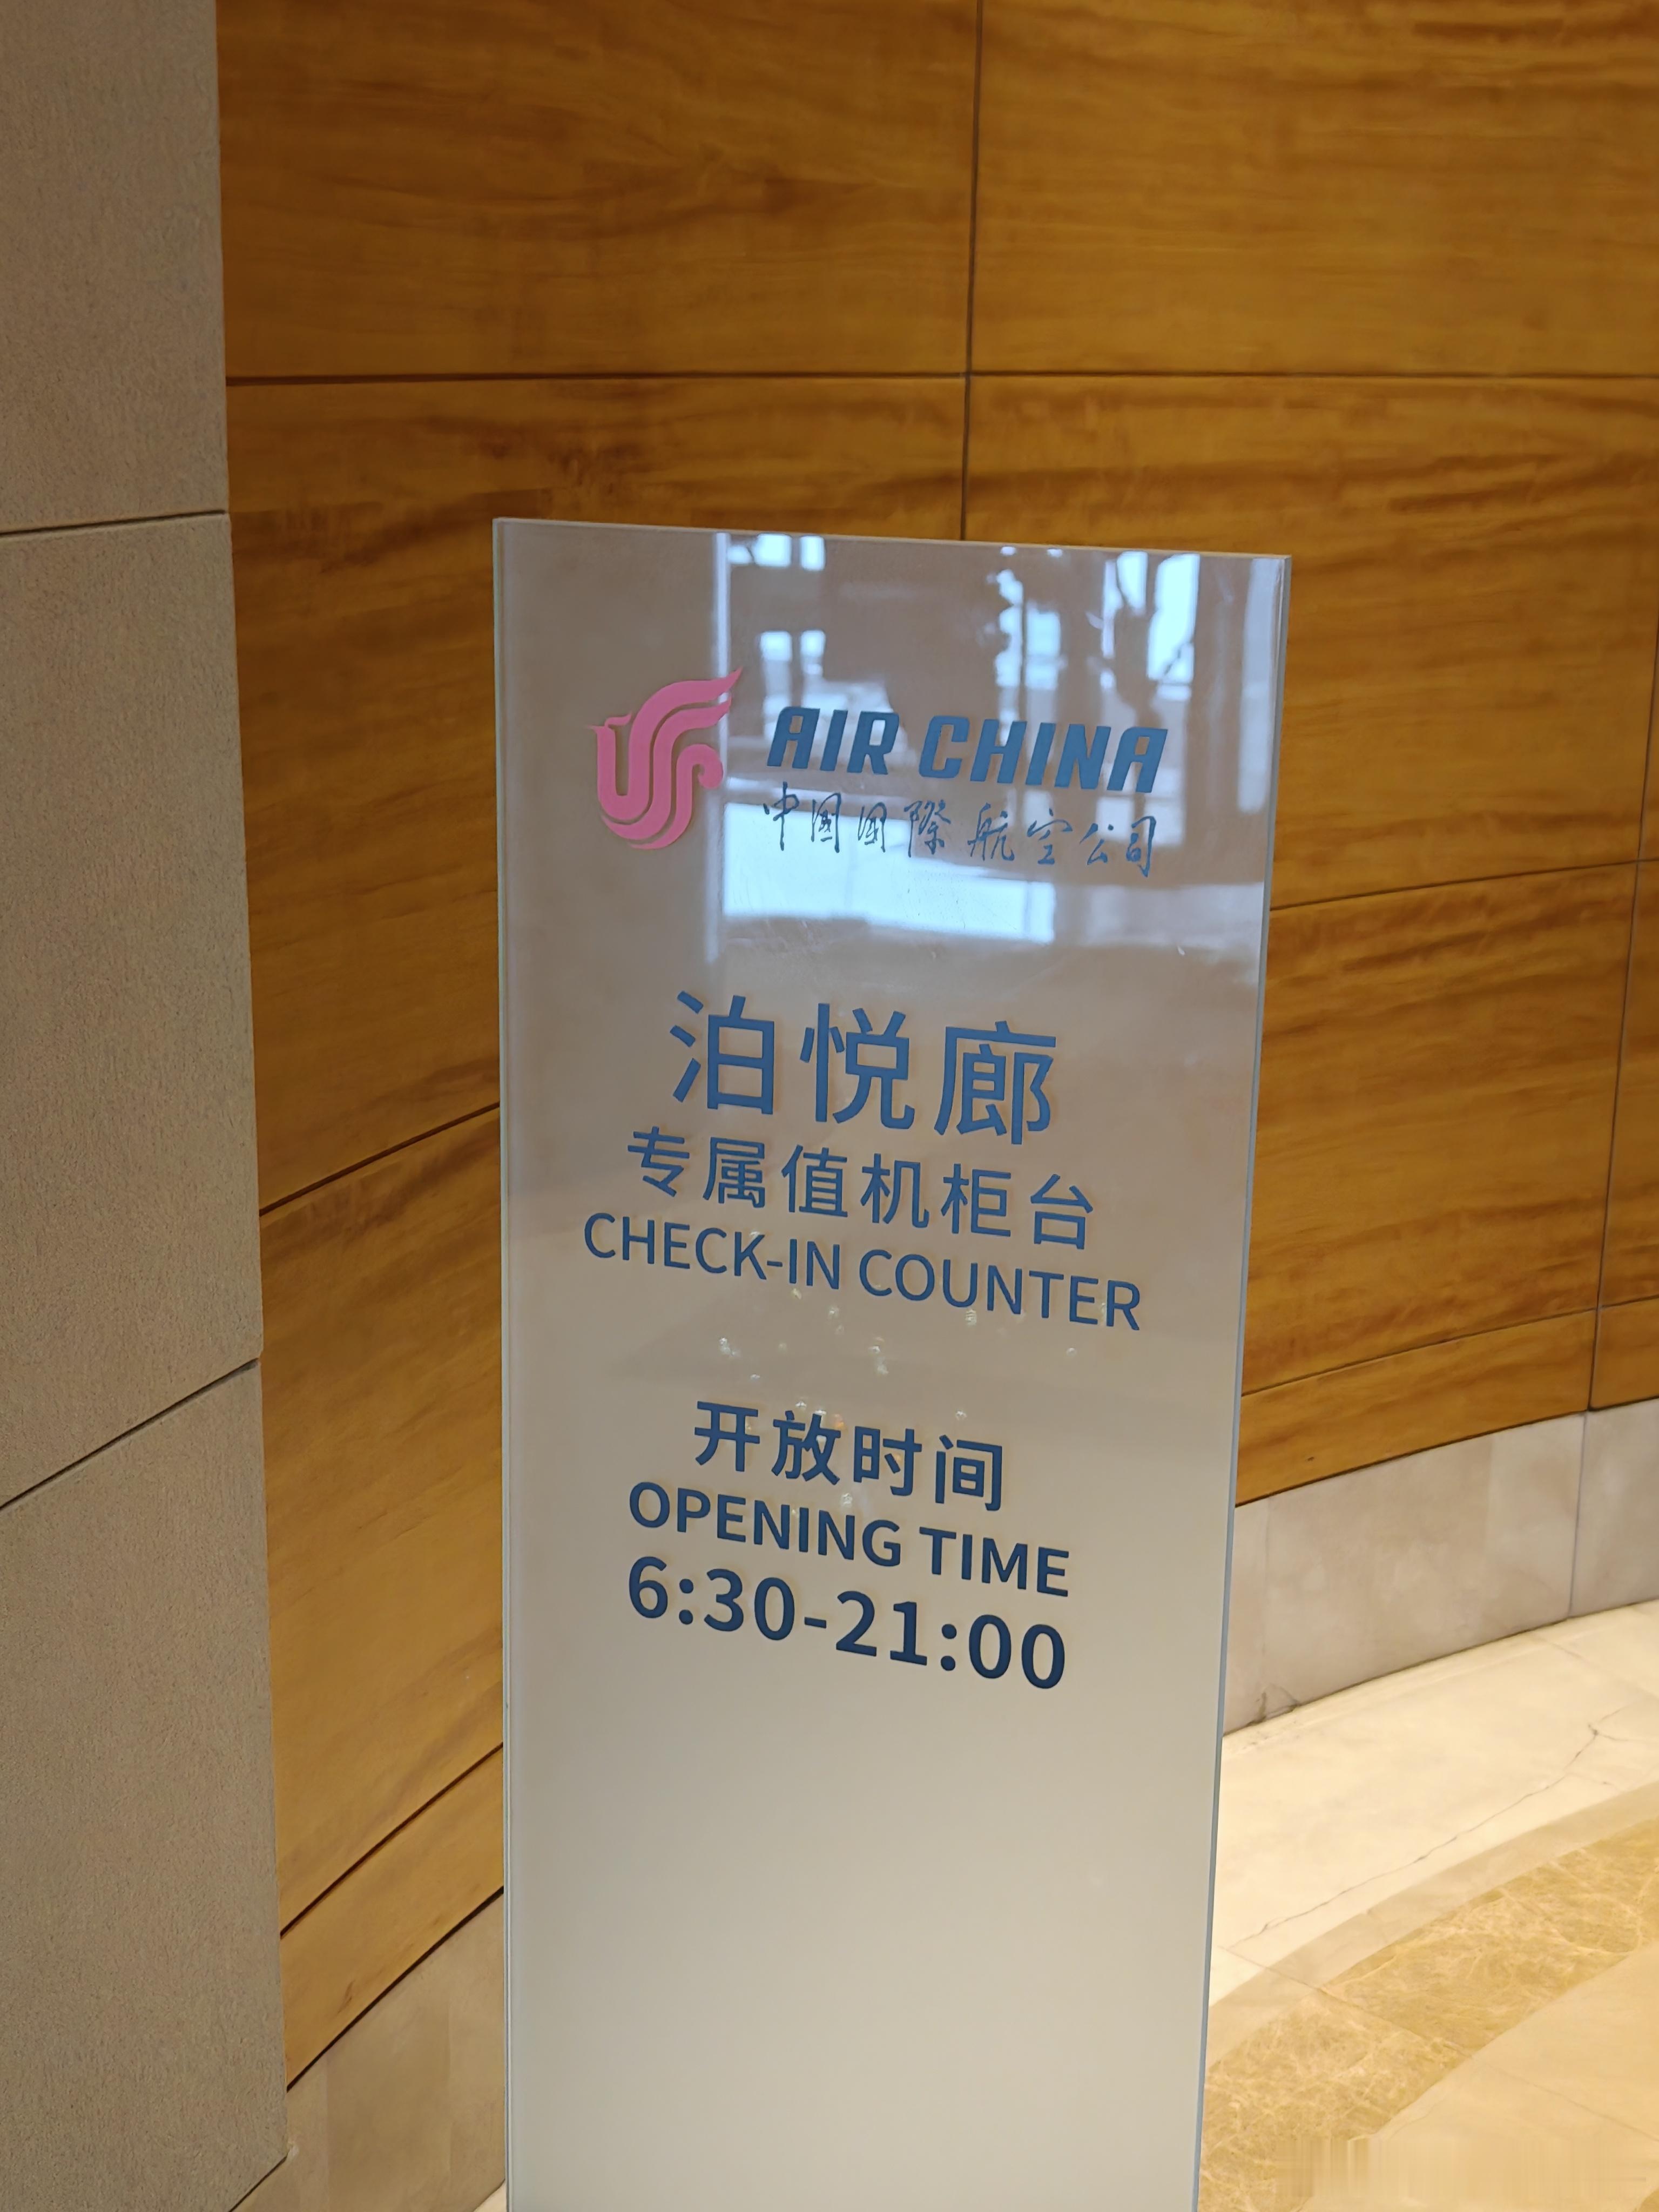 AIR CHINA
中国国際航空公司
泊悦廊
专属值机柜台
CHECK-IN COUNTER
开放时间
OPENING TIME
6:30-21:00